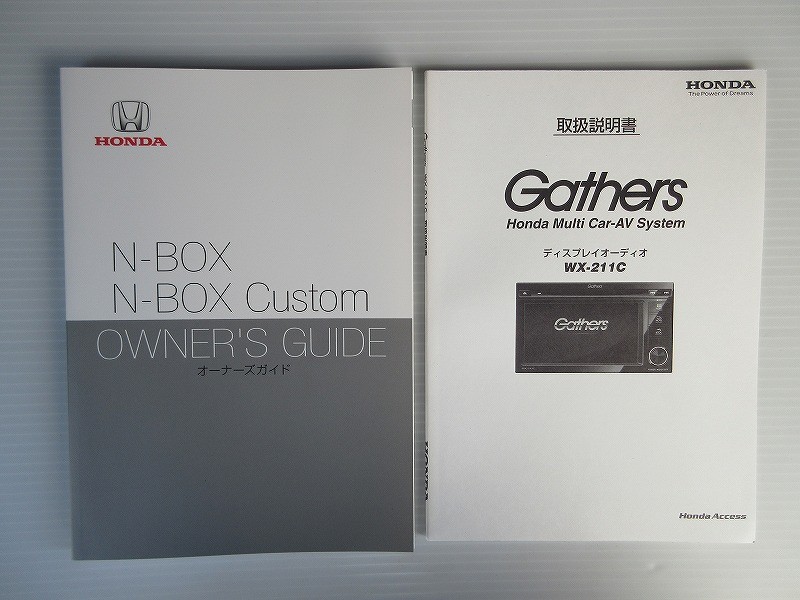 HONDA
N-BOX
N-BOX Custom
OWNER'S GUIDE
オーナーズガイド
HONDA
The Power of Dreams
取扱説明書
Gathers
Honda Multi Car-AV System
ディスプレイオーディオ
WX-211C
Gathers
Gathers
Honda Access